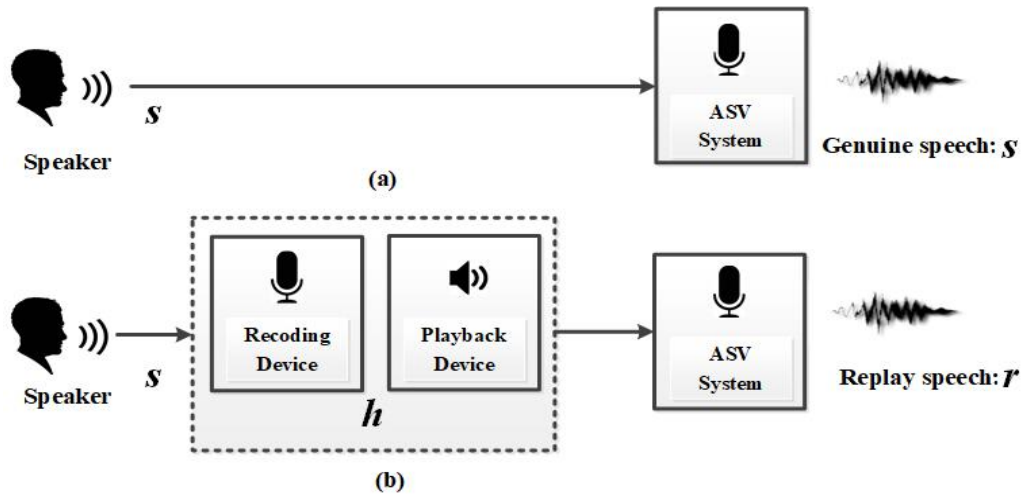 s
Speaker
ASV
System
Genuine speech: s
(a)
s
Speaker
Recoding
Device
Playback
Device
h
ASV
System
Replay speech: r
(b)